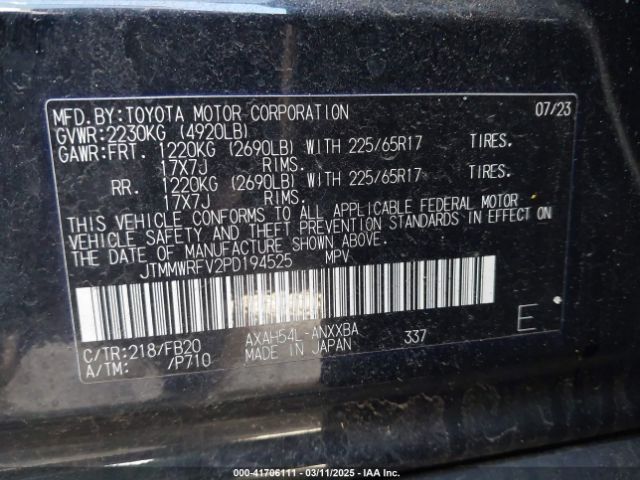 MFD.BY:TOYOTA MOTOR CORPORATION 07/23
GVWR:2230KG (4920LB)
GAWR:FRT. 1220KG (2690LB) WITH 225/65R17 TIRES.
17X7J RIMS.
RR. 1220KG (2690LB) WITH 225/65R17 TIRES.
17X7J RIMS.
THIS VEHICLE CONFORMS TO ALL APPLICABLE FEDERAL MOTOR
VEHICLE SAFETY AND THEFT PREVENTION STANDARDS IN EFFECT ON
THE DATE OF MANUFACTURE SHOWN ABOVE.
JTMMWRFV2PD194525 MPV
C/TR:218/FB20 AXAH54L-ANXXBA 337 E
A/TM: /P710 MADE IN JAPAN
000-41706111 — 03/11/2025 — IAA Inc.